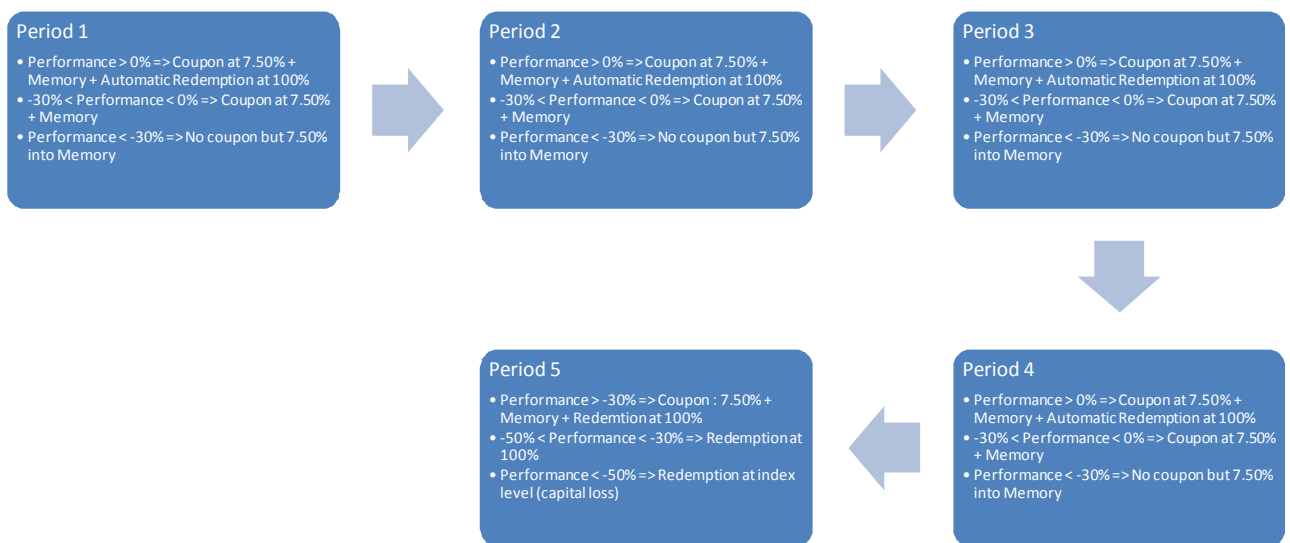 Period 1
• Performance > 0% => Coupon at 7.50% +
Memory + Automatic Redemption at 100%
• -30% < Performance < 0% => Coupon at 7.50%
+ Memory
• Performance < -30% => No coupon but 7.50%
into Memory
Period 2
• Performance > 0% => Coupon at 7.50% +
Memory + Automatic Redemption at 100%
• -30% < Performance < 0% => Coupon at 7.50%
+ Memory
• Performance < -30% => No coupon but 7.50%
into Memory
Period 3
• Performance > 0% => Coupon at 7.50% +
Memory + Automatic Redemption at 100%
• -30% < Performance < 0% => Coupon at 7.50%
+ Memory
• Performance < -30% => No coupon but 7.50%
into Memory
Period 4
• Performance > 0% => Coupon at 7.50% +
Memory + Automatic Redemption at 100%
• -30% < Performance < 0% => Coupon at 7.50%
+ Memory
• Performance < -30% => No coupon but 7.50%
into Memory
Period 5
• Performance > -30% => Coupon : 7.50% +
Memory + Redemtion at 100%
• -50% < Performance < -30% => Redemption at
100%
• Performance < -50% => Redemption at index
level (capital loss)